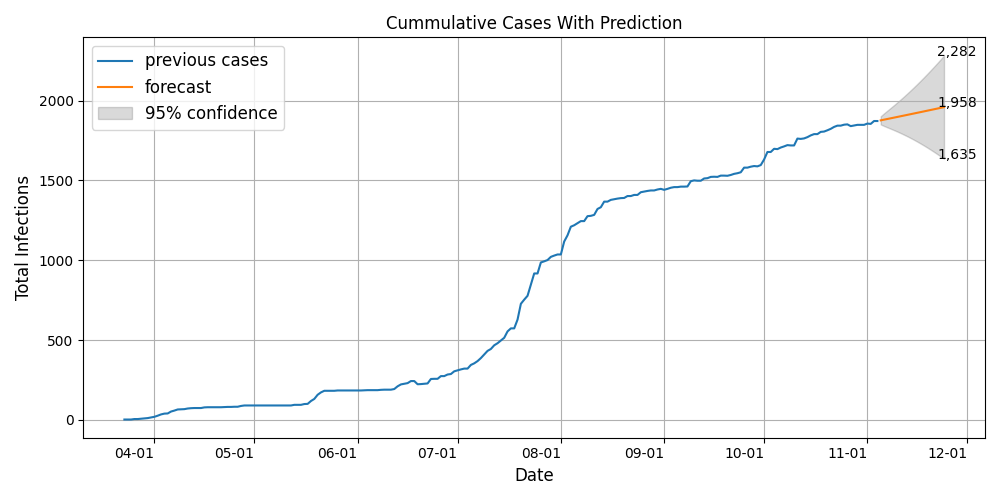 Cummulative Cases With Prediction
previous cases
forecast
95% confidence
2,282
1,958
1,635
Total Infections
2000
1500
1000
500
0
04-01 05-01 06-01 07-01 08-01 09-01 10-01 11-01 12-01
Date